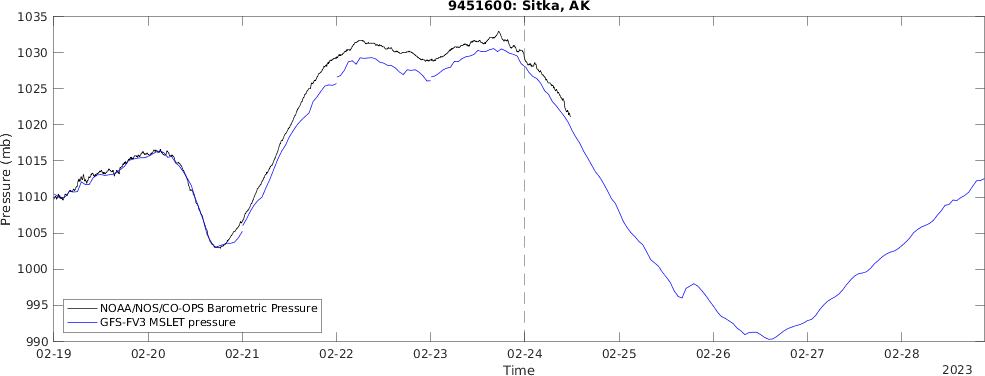 9451600: Sitka, AK
1035
1030
1025
1020
1015
1010
1005
1000
995
990
Pressure (mb)
NOAA/NOS/CO-OPS Barometric Pressure
GFS-FV3 MSLET pressure
02-19 02-20 02-21 02-22 02-23 02-24 02-25 02-26 02-27 02-28
Time
2023